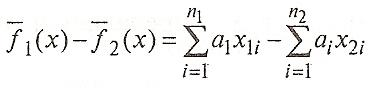 f̅₁(x) − f̅₂(x) = ∑_{i=1}^{n₁} a₁x₁ᵢ − ∑_{i=1}^{n₂} aᵢx₂ᵢ